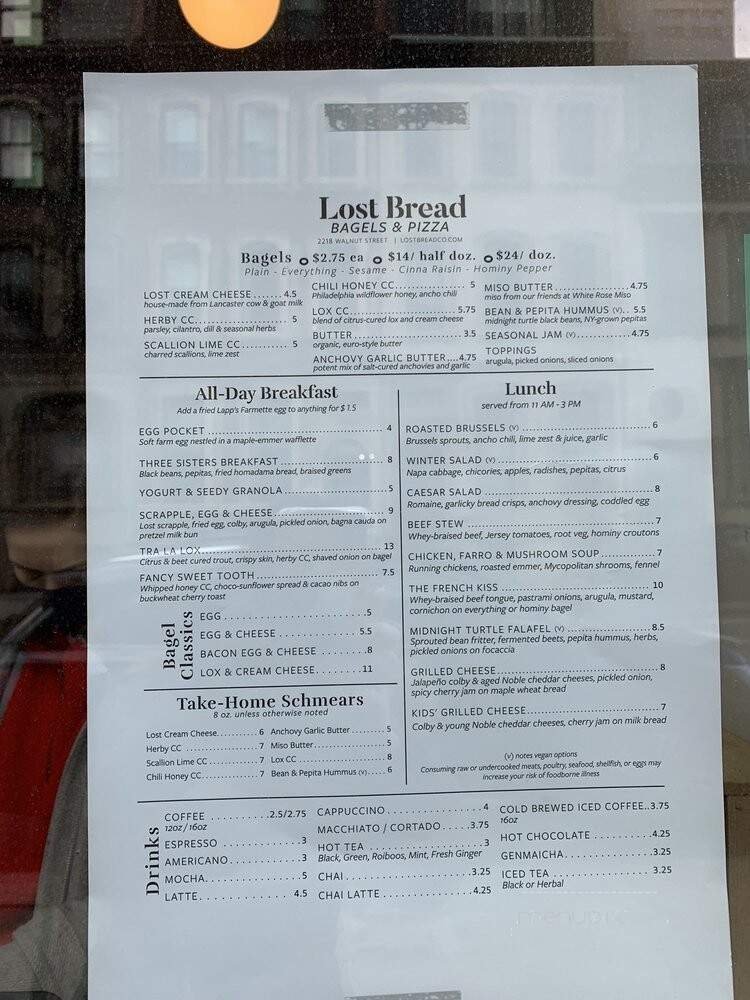 Lost Bread
BAGELS & PIZZA
2218 WALNUT STREET | LOSTBREADCO.COM
Bagels $2.75 ea $14/ half doz. $24/ doz.
Plain - Everything - Sesame - Cinna Raisin - Hominy Pepper
LOST CREAM CHEESE....... 4.5
house-made from Lancaster cow & goat milk
HERBY CC.................... 5
parsley, cilantro, dill & seasonal herbs
SCALLION LIME CC........... 5
charred scallions, lime zest
CHILI HONEY CC............... 5
Philadelphia wildflower honey, ancho chili
LOX CC...................... 5.75
blend of citrus-cured lox and cream cheese
BUTTER...................... 3.5
organic, euro-style butter
ANCHOVY GARLIC BUTTER....4.75
potent mix of salt-cured anchovies and garlic
MISO BUTTER................4.75
miso from our friends at White Rose Miso
BEAN & PEPITA HUMMUS (V).. 5.5
midnight turtle black beans, NY-grown pepitas
SEASONAL JAM (V)............4.75
TOPPINGS
arugula, picked onions, sliced onions
All-Day Breakfast
Add a fried Lapp's Farmette egg to anything for $1.5
EGG POCKET.............................. 4
Soft farm egg nestled in a maple-emmer wafflette
THREE SISTERS BREAKFAST.................. 8
Black beans, pepitas, fried homadama bread, braised greens
YOGURT & SEEDY GRANOLA.................5
SCRAPPLE, EGG & CHEESE................... 9
Lost scrapple, fried egg, colby, arugula, pickled onion, bagna cauda on
pretzel milk bun
TRA LA LOX............................... 13
Citrus & beet cured trout, crispy skin, herby CC, shaved onion on bagel
FANCY SWEET TOOTH....................... 7.5
Whipped honey CC, choco-sunflower spread & cacao nibs on
buckwheat cherry toast
Bagel
Classics
EGG..........................5
EGG & CHEESE ............ 5.5
BACON EGG & CHEESE .......8
LOX & CREAM CHEESE........11
Take-Home Schmears
8 oz. unless otherwise noted
Lost Cream Cheese.......... 6
Herby CC ................. 7
Scallion Lime CC............ 7
Chili Honey CC.............. 7
Anchovy Garlic Butter......... 5
Miso Butter.................. 5
Lox CC...................... 8
Bean & Pepita Hummus (V)..... 6
Lunch
served from 11 AM - 3 PM
ROASTED BRUSSELS (V)........................ 6
Brussels sprouts, ancho chili, lime zest & juice, garlic
WINTER SALAD (V)............................ 6
Napa cabbage, chicories, apples, radishes, pepitas, citrus
CAESAR SALAD................................8
Romaine, garlicky bread crisps, anchovy dressing, coddled egg
BEEF STEW...................................7
Whey-braised beef, Jersey tomatoes, root veg, hominy croutons
CHICKEN, FARRO & MUSHROOM SOUP............7
Running chickens, roasted emmer, Mycopolitan shrooms, fennel
THE FRENCH KISS............................. 10
Whey-braised beef tongue, pastrami onions, arugula, mustard,
cornichon on everything or hominy bagel
MIDNIGHT TURTLE FALAFEL (V).................. 8.5
Sprouted bean fritter, fermented beets, pepita hummus, herbs,
pickled onions on focaccia
GRILLED CHEESE.............................. 8
Jalapeño colby & aged Noble cheddar cheeses, pickled onion,
spicy cherry jam on maple wheat bread
KIDS' GRILLED CHEESE......................... 7
Colby & young Noble cheddar cheeses, cherry jam on milk bread
(V) notes vegan options
Consuming raw or undercooked meats, poultry, seafood, shellfish, or eggs may
increase your risk of foodborne illness
Drinks
COFFEE ..........2.5/2.75
12oz/16oz
ESPRESSO .............3
AMERICANO............3
MOCHA................5
LATTE............... 4.5
CAPPUCCINO................ 4
MACCHIATO / CORTADO.....3.75
HOT TEA ...................3
Black, Green, Roiboos, Mint, Fresh Ginger
CHAI.....................3.25
CHAI LATTE...............4.25
COLD BREWED ICED COFFEE..3.75
16oz
HOT CHOCOLATE .........4.25
GENMAICHA..............3.25
ICED TEA ............... 3.25
Black or Herbal